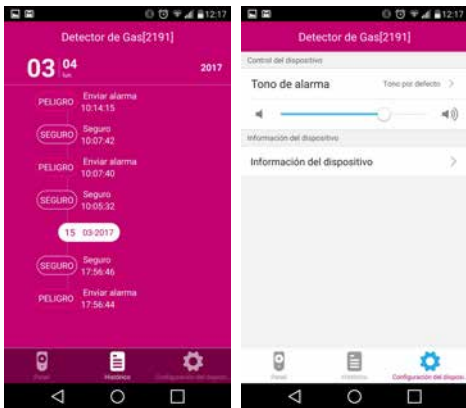 12:17
Detector de Gas[2191]
03 04
lun.
2017
PELIGRO
Enviar alarma
10:14:15
SEGURO
Seguro
10:07:42
PELIGRO
Enviar alarma
10:07:40
SEGURO
Seguro
10:05:32
15 03-2017
SEGURO
Seguro
17:56:46
PELIGRO
Enviar alarma
17:56:44
Panel
Histórico
Configuración del dispos...
12:17
Detector de Gas[2191]
Control del dispositivo
Tono de alarma
Tono por defecto
Información del dispositivo
Información del dispositivo
Panel
Histórico
Configuración del dispos...